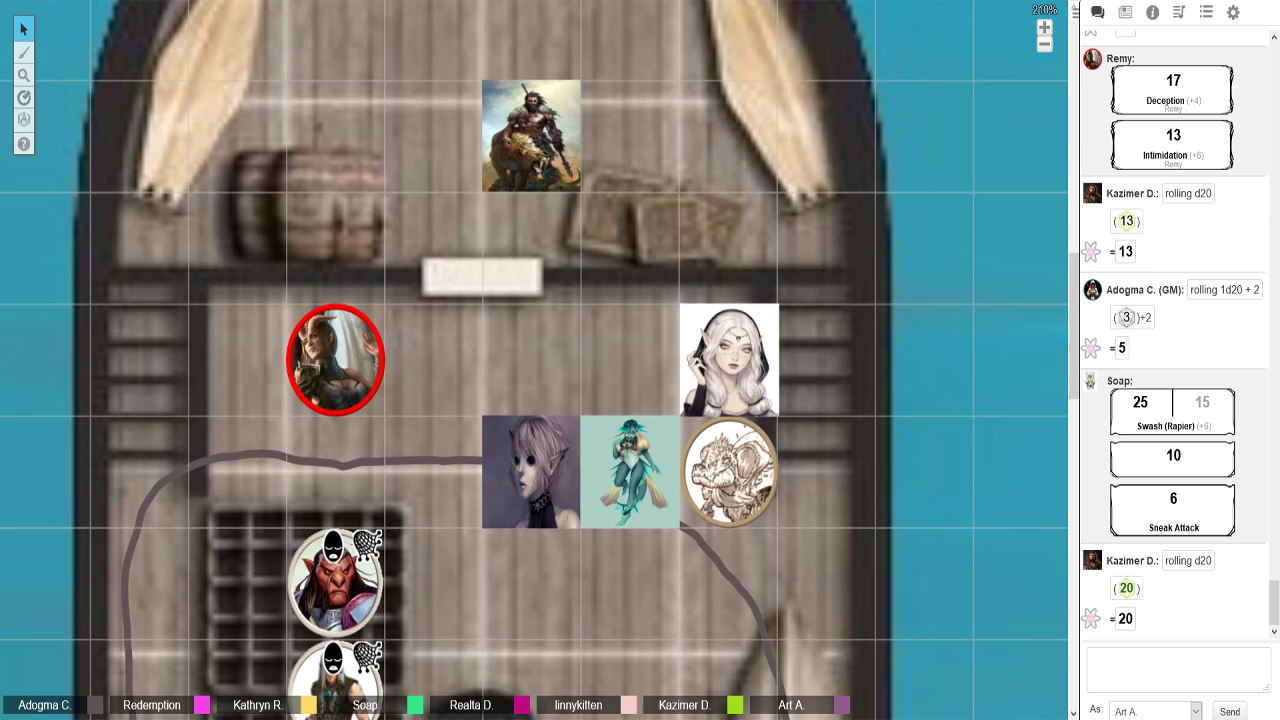 210%
Remy:
17
Deception (+4)
Remy
13
Intimidation (+6)
Remy
Kazimer D.: rolling d20
(13)
=13
Adogma C. (GM): rolling 1d20 + 2
(3)+2
=5
Soap:
25 15
Swash (Rapier) (+6)
10
6
Sneak Attack
Kazimer D.: rolling d20
(20)
=20
As: Art A. Send
Adogma C. Redemption Kathryn R. Soap Realta D. linnykitten Kazimer D. Art A.